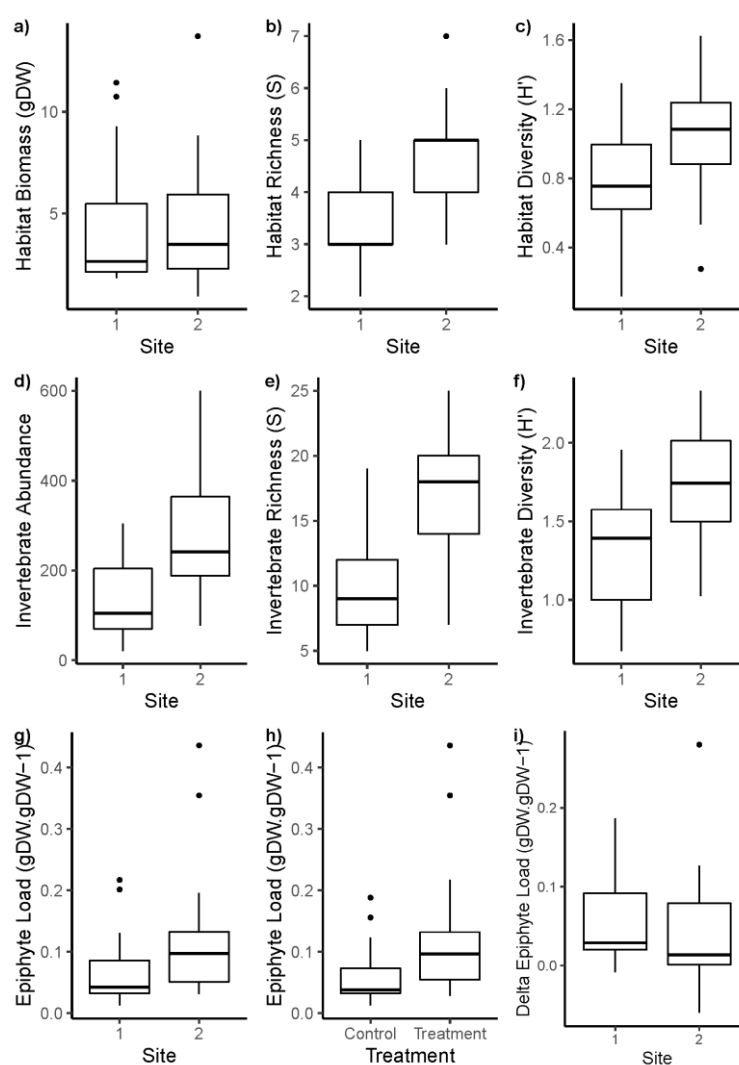 a)
Habitat Biomass (gDW)
10
5
1 2
Site
b)
Habitat Richness (S)
7
6
5
4
3
2
1 2
Site
c)
Habitat Diversity (H')
1.6
1.2
0.8
0.4
1 2
Site
d)
Invertebrate Abundance
600
400
200
0
1 2
Site
e)
Invertebrate Richness (S)
25
20
15
10
5
1 2
Site
f)
Invertebrate Diversity (H')
2.0
1.5
1.0
1 2
Site
g)
Epiphyte Load (gDW.gDW−1)
0.4
0.3
0.2
0.1
0.0
1 2
Site
h)
Epiphyte Load (gDW.gDW−1)
0.4
0.3
0.2
0.1
0.0
Control Treatment
Treatment
i)
Delta Epiphyte Load (gDW.gDW−1)
0.2
0.1
0.0
1 2
Site